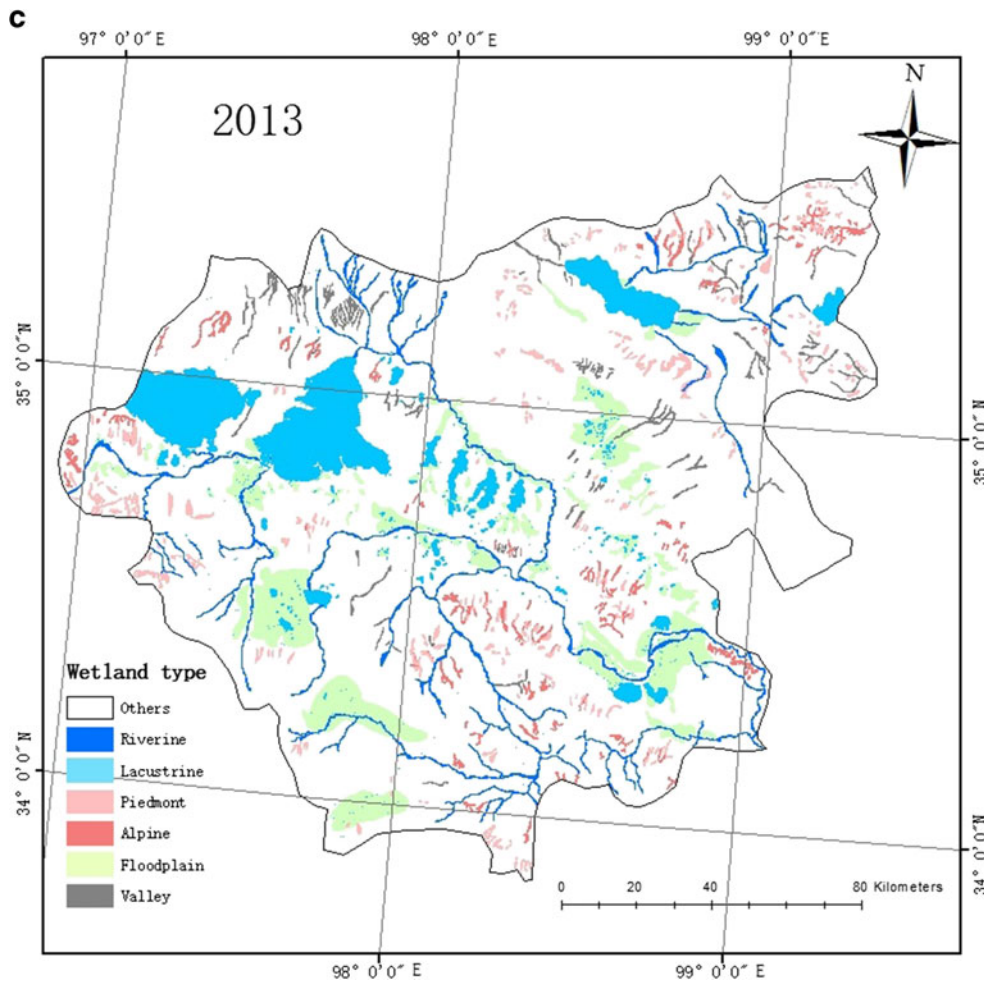 c
97° 0′0″E 98° 0′0″E 99° 0′0″E
N
2013
35° 0′0″N
35° 0′0″N
Wetland type
Others
Riverine
Lacustrine
Piedmont
Alpine
Floodplain
Valley
34° 0′0″N
34° 0′0″N
0 20 40 80 Kilometers
98° 0′0″E 99° 0′0″E